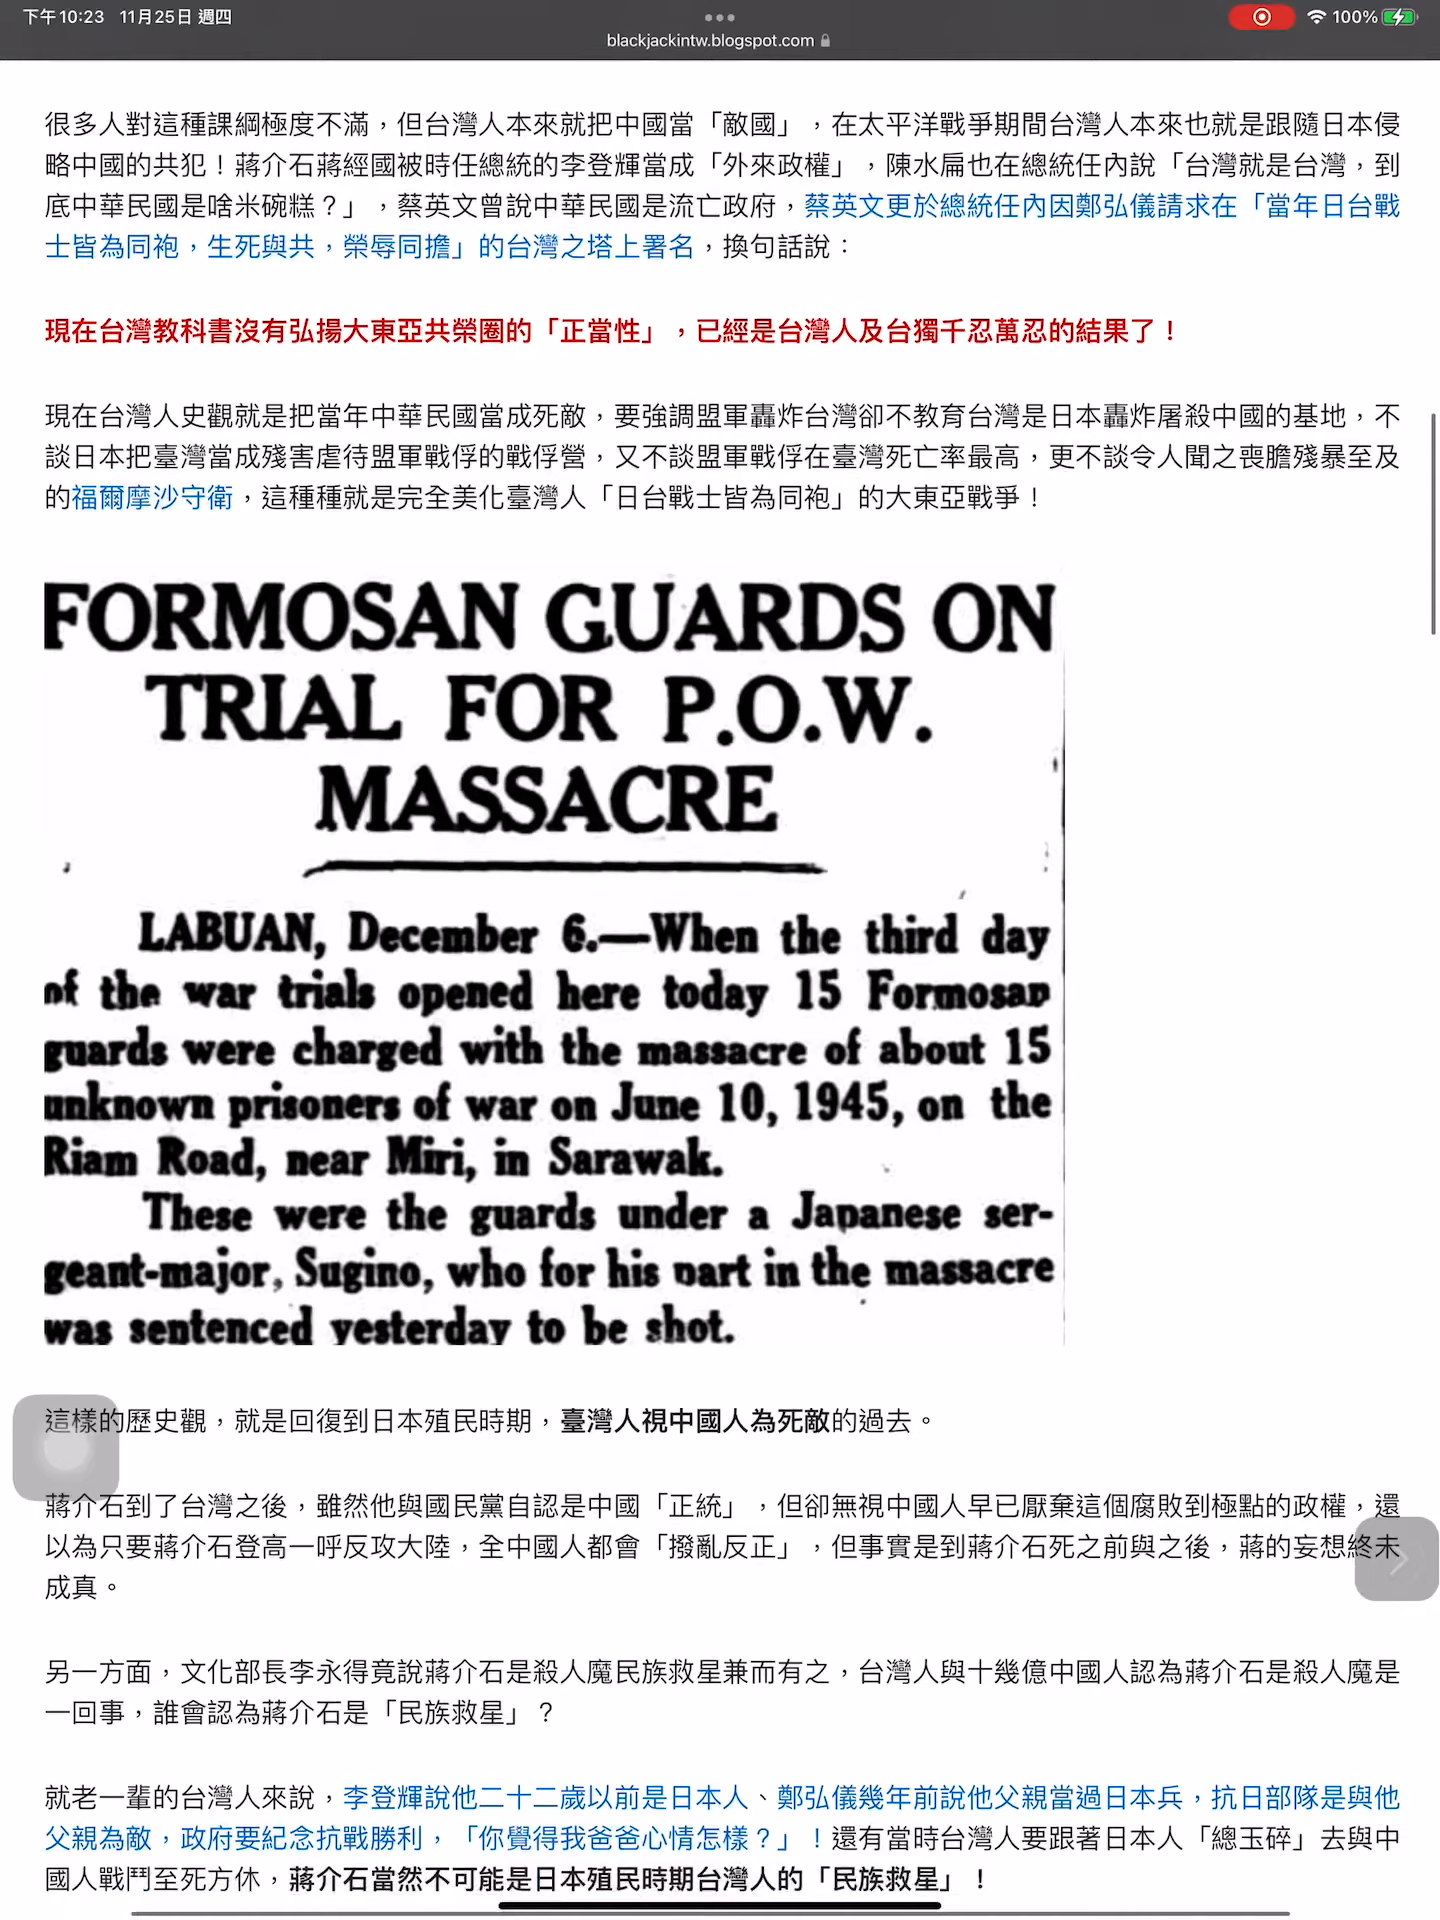 下午10:23 11月25日 週四
100%
blackjackintw.blogspot.com
很多人對這種課綱極度不滿，但台灣人本來就把中國當「敵國」，在太平洋戰爭期間台灣人本來也就是跟隨日本侵
略中國的共犯！蔣介石蔣經國被時任總統的李登輝當成「外來政權」，陳水扁也在總統任內說「台灣就是台灣，到
底中華民國是啥米碗糕？」，蔡英文曾說中華民國是流亡政府，蔡英文更於總統任內因鄭弘儀請求在「當年日台戰
士皆為同袍，生死與共，榮辱同擔」的台灣之塔上署名，換句話說：
現在台灣教科書沒有弘揚大東亞共榮圈的「正當性」，已經是台灣人及台獨千忍萬忍的結果了！
現在台灣人史觀就是把當年中華民國當成死敵，要強調盟軍轟炸台灣卻不教育台灣是日本轟炸屠殺中國的基地，不
談日本把臺灣當成殘害虐待盟軍戰俘的戰俘營，又不談盟軍戰俘在臺灣死亡率最高，更不談令人聞之喪膽殘暴至及
的福爾摩沙守衛，這種種就是完全美化臺灣人「日台戰士皆為同袍」的大東亞戰爭！
FORMOSAN GUARDS ON
TRIAL FOR P.O.W.
MASSACRE
LABUAN, December 6.—When the third day
of the war trials opened here today 15 Formosan
guards were charged with the massacre of about 15
unknown prisoners of war on June 10, 1945, on the
Riam Road, near Miri, in Sarawak.
These were the guards under a Japanese ser-
geant-major, Sugino, who for his part in the massacre
was sentenced yesterday to be shot.
這樣的歷史觀，就是回復到日本殖民時期，臺灣人視中國人為死敵的過去。
蔣介石到了台灣之後，雖然他與國民黨自認是中國「正統」，但卻無視中國人早已厭棄這個腐敗到極點的政權，還
以為只要蔣介石登高一呼反攻大陸，全中國人都會「撥亂反正」，但事實是到蔣介石死之前與之後，蔣的妄想終未
成真。
另一方面，文化部長李永得竟說蔣介石是殺人魔民族救星兼而有之，台灣人與十幾億中國人認為蔣介石是殺人魔是
一回事，誰會認為蔣介石是「民族救星」？
就老一輩的台灣人來說，李登輝說他二十二歲以前是日本人、鄭弘儀幾年前說他父親當過日本兵，抗日部隊是與他
父親為敵，政府要紀念抗戰勝利，「你覺得我爸爸心情怎樣？」！還有當時台灣人要跟著日本人「總玉碎」去與中
國人戰鬥至死方休，蔣介石當然不可能是日本殖民時期台灣人的「民族救星」！